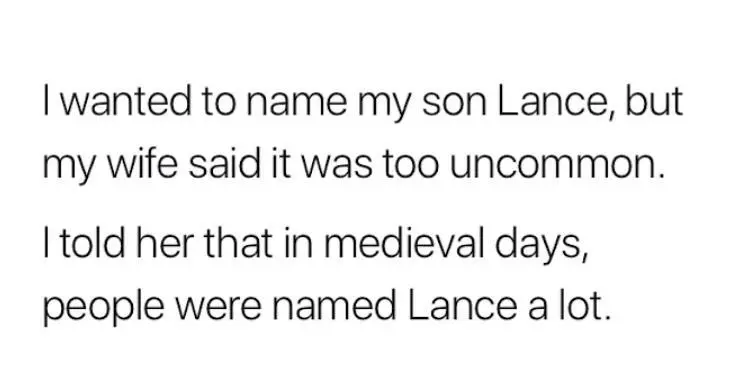 I wanted to name my son Lance, but
my wife said it was too uncommon.
I told her that in medieval days,
people were named Lance a lot.